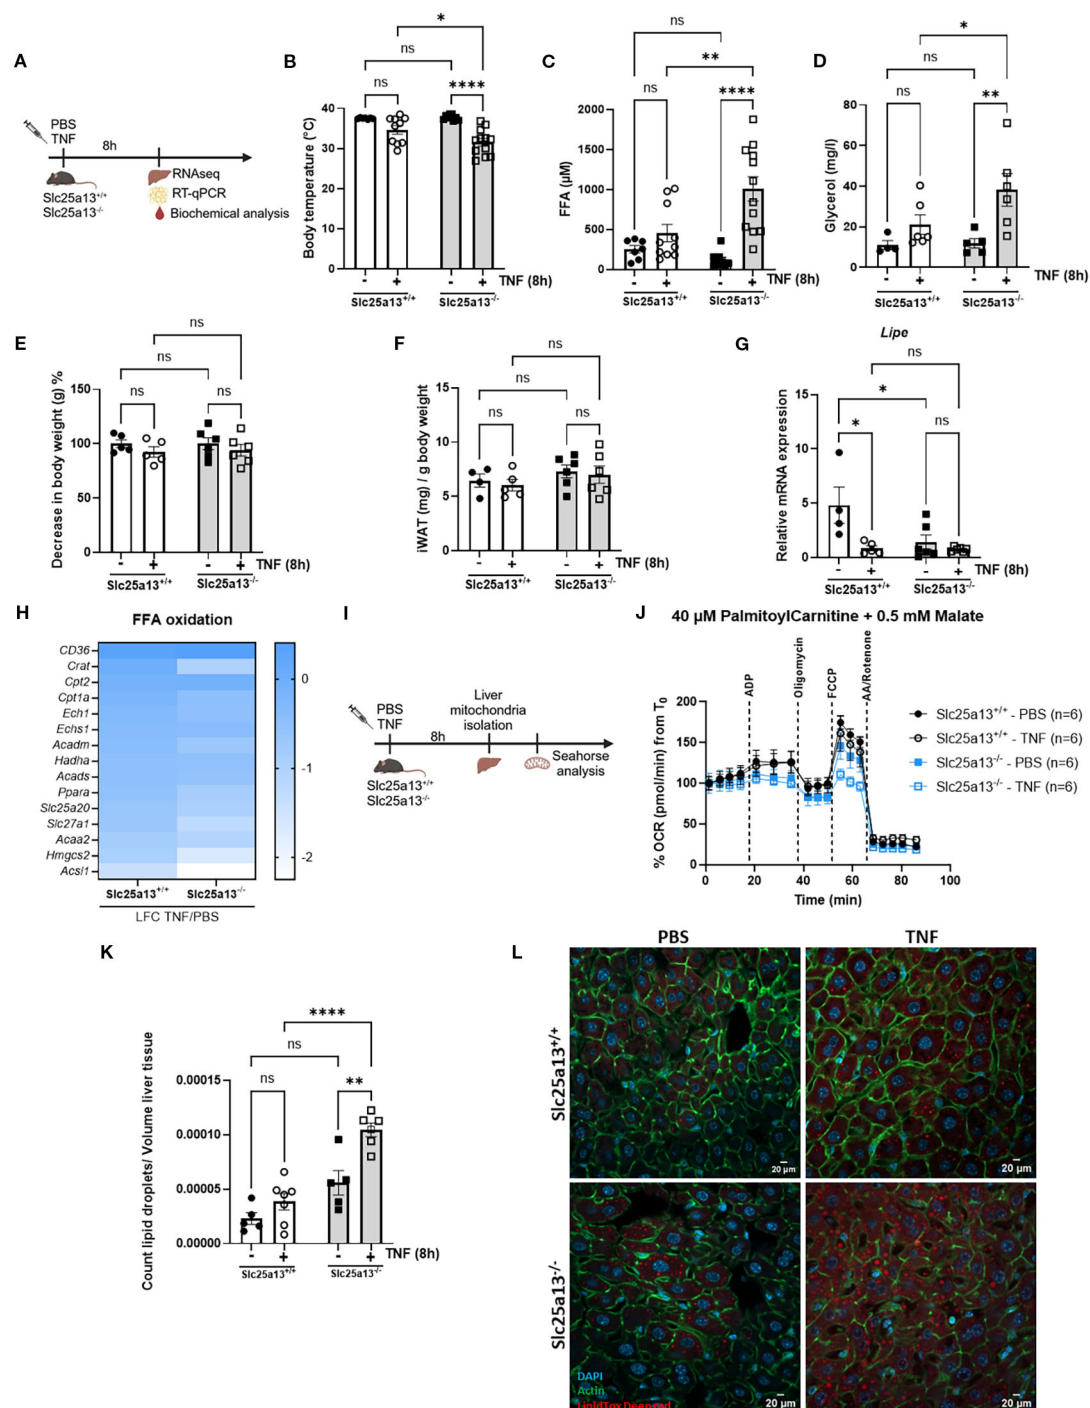 A
PBS
TNF
8h
Slc25a13+/+
Slc25a13-/-
RNAseq
RT-qPCR
Biochemical analysis
B
*
ns
ns
****
Body temperature (°C)
40
30
20
10
0
-
+
-
+
TNF (8h)
Slc25a13+/+
Slc25a13-/-
C
ns
**
ns
****
FFA
(µM)
2000
1500
1000
500
0
-
+
-
+
TNF (8h)
Slc25a13+/+
Slc25a13-/-
D
*
ns
ns
**
Glycerol (mg/l)
80
60
40
20
0
-
+
-
+
TNF (8h)
Slc25a13+/+
Slc25a13-/-
E
ns
ns
ns
ns
Decrease in body weight (g) %
150
100
50
0
-
+
-
+
TNF (8h)
Slc25a13+/+
Slc25a13-/-
F
ns
ns
ns
ns
iWAT (mg) / g body weight
15
10
5
0
-
+
-
+
TNF (8h)
Slc25a13+/+
Slc25a13-/-
G
Lipe
ns
*
*
ns
Relative mRNA expression
15
10
5
0
-
+
-
+
TNF (8h)
Slc25a13+/+
Slc25a13-/-
H
FFA oxidation
CD36
Crat
Cpt2
Cpt1a
Ech1
Echs1
Acadm
Hadha
Acads
Ppara
Slc25a20
Slc27a1
Acaa2
Hmgcs2
Acsl1
0
-1
-2
Slc25a13+/+
Slc25a13-/-
LFC TNF/PBS
I
PBS
TNF
8h
Liver
mitochondria
isolation
Slc25a13+/+
Slc25a13-/-
Seahorse
analysis
J
40 µM PalmitoylCarnitine + 0.5 mM Malate
ADP
Oligomycin
FCCP
AA/Rotenone
% OCR (pmol/min) from T0
200
150
100
50
0
0
20
40
60
80
100
Time (min)
Slc25a13+/+ - PBS (n=6)
Slc25a13+/+ - TNF (n=6)
Slc25a13-/- - PBS (n=6)
Slc25a13-/- - TNF (n=6)
K
****
ns
ns
**
Count lipid droplets/ Volume liver tissue
0.00015
0.00010
0.00005
0.00000
-
+
-
+
TNF (8h)
Slc25a13+/+
Slc25a13-/-
L
PBS
TNF
Slc25a13+/+
20 µm
20 µm
Slc25a13-/-
DAPI
Actin
LipidTox Deepred
20 µm
20 µm